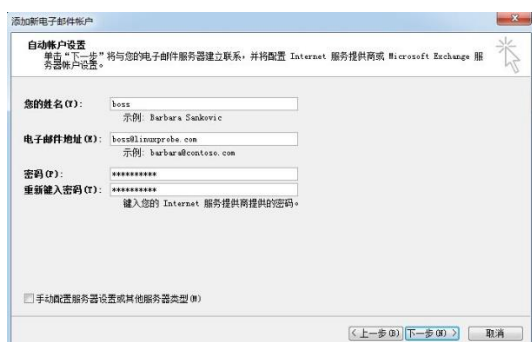 添加新电子邮件帐户
自动帐户设置
单击“下一步”将与您的电子邮件服务器建立联系，并将配置 Internet 服务提供商或 Microsoft Exchange 服
务器帐户设置。
您的姓名(Y)： boss
示例: Barbara Sankovic
电子邮件地址(E)： boss@linuxprobe.com
示例: barbara@contoso.com
密码(P)： **********
重新键入密码(T)： **********
键入您的 Internet 服务提供商提供的密码。
手动配置服务器设置或其他服务器类型(M)
< 上一步(B) 下一步(N) > 取消